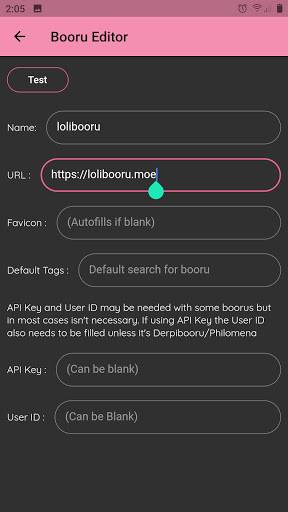 2:05
Booru Editor
Test
Name: lolibooru
URL : https://lolibooru.moe
Favicon : (Autofills if blank)
Default Tags : Default search for booru
API Key and User ID may be needed with some boorus but
in most cases isn't necessary. If using API Key the User ID
also needs to be filled unless it's Derpibooru/Philomena
API Key : (Can be blank)
User ID : (Can be Blank)